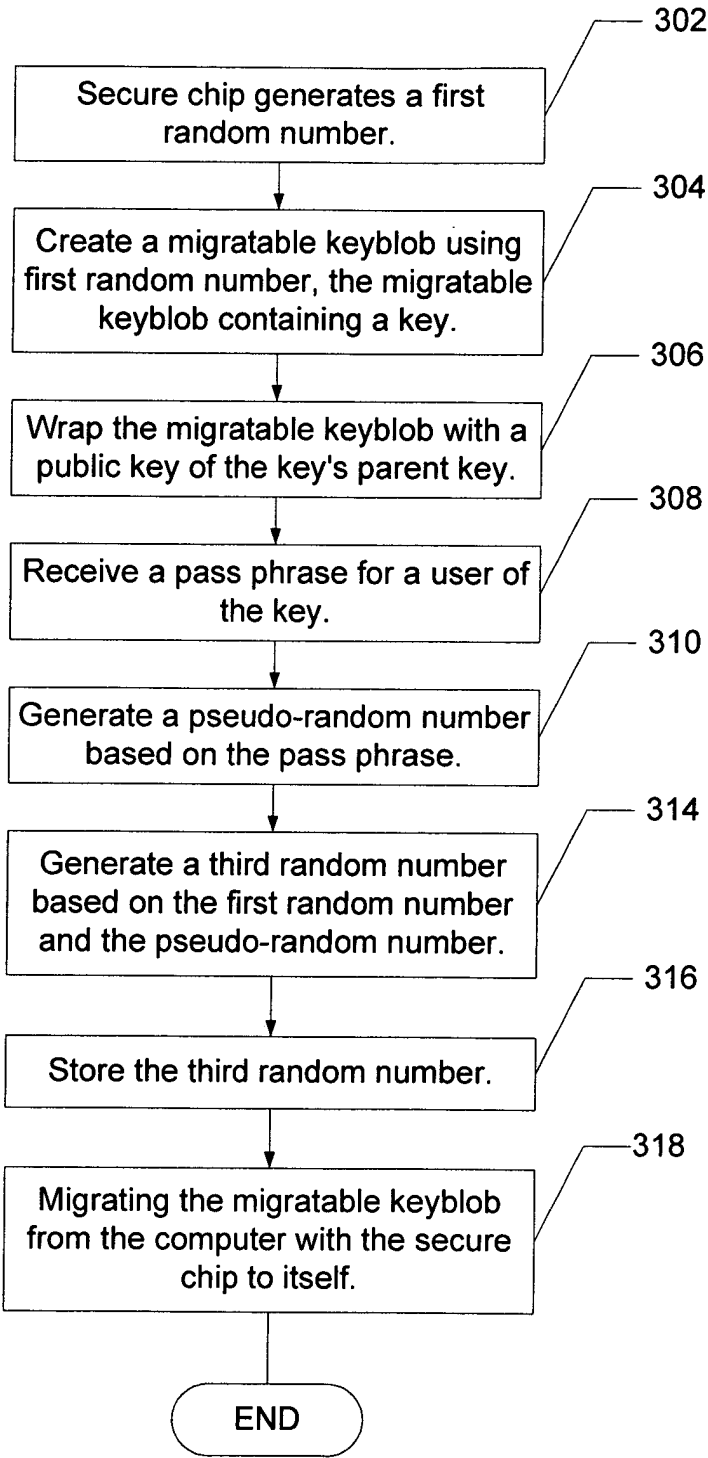 302
Secure chip generates a first
random number.
304
Create a migratable keyblob using
first random number, the migratable
keyblob containing a key.
306
Wrap the migratable keyblob with a
public key of the key's parent key.
308
Receive a pass phrase for a user of
the key.
310
Generate a pseudo-random number
based on the pass phrase.
314
Generate a third random number
based on the first random number
and the pseudo-random number.
316
Store the third random number.
318
Migrating the migratable keyblob
from the computer with the secure
chip to itself.
END